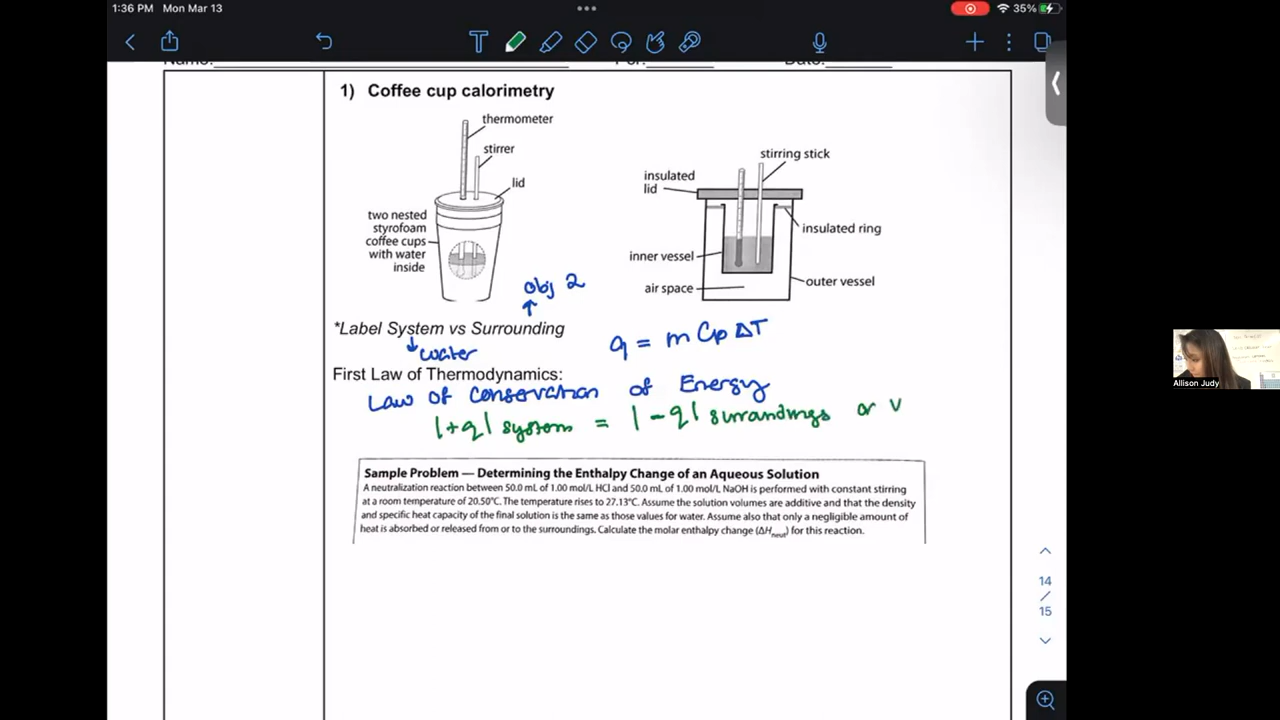 1:36 PM Mon Mar 13
35%
Name: Per: Date:
1) Coffee cup calorimetry
thermometer
stirrer
lid
two nested
styrofoam
coffee cups
with water
inside
stirring stick
insulated
lid
insulated ring
inner vessel
outer vessel
air space
Obj 2
*Label System vs Surrounding
water
q = m Cp ΔT
First Law of Thermodynamics:
Law of Conservation of Energy
|+q| system = |-q| surrandings or v
Sample Problem — Determining the Enthalpy Change of an Aqueous Solution
A neutralization reaction between 50.0 mL of 1.00 mol/L HCl and 50.0 mL of 1.00 mol/L NaOH is performed with constant stirring
at a room temperature of 20.50°C. The temperature rises to 27.13°C. Assume the solution volumes are additive and that the density
and specific heat capacity of the final solution is the same as those values for water. Assume also that only a negligible amount of
heat is absorbed or released from or to the surroundings. Calculate the molar enthalpy change (ΔHneut) for this reaction.
14
/
15
Allison Judy